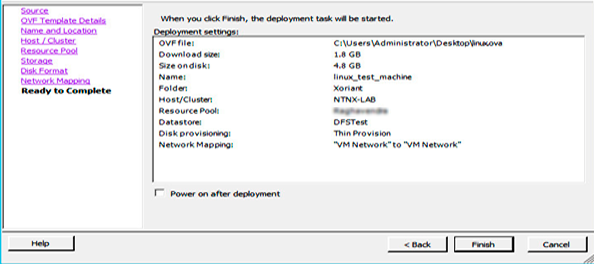 Source
OVF Template Details
Name and Location
Host / Cluster
Resource Pool
Storage
Disk Format
Network Mapping
Ready to Complete
When you click Finish, the deployment task will be started.
Deployment settings:
OVF file: C:\Users\Administrator\Desktop\linux.ova
Download size: 1.8 GB
Size on disk: 4.8 GB
Name: linux_test_machine
Folder: Xoriant
Host/Cluster: NTNX-LAB
Resource Pool:
Datastore: DFSTest
Disk provisioning: Thin Provision
Network Mapping: "VM Network" to "VM Network"
Power on after deployment
Help < Back Finish Cancel